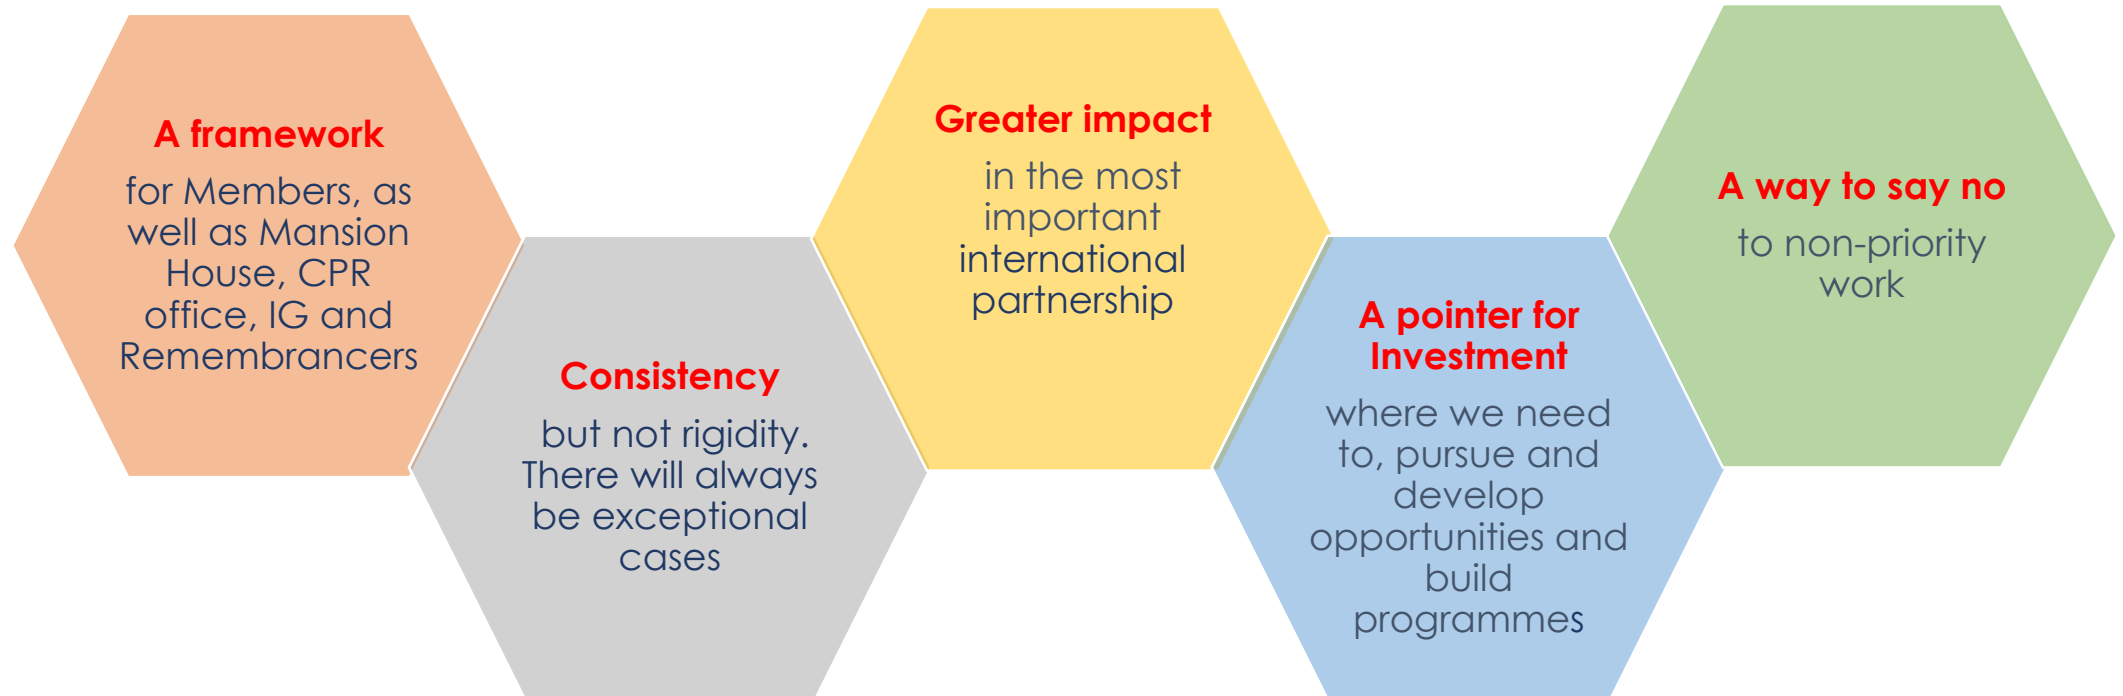 A framework
for Members, as
well as Mansion
House, CPR
office, IG and
Remembrancers
Consistency
but not rigidity.
There will always
be exceptional
cases
Greater impact
in the most
important
international
partnership
A pointer for
Investment
where we need
to, pursue and
develop
opportunities and
build
programmes
A way to say no
to non-priority
work